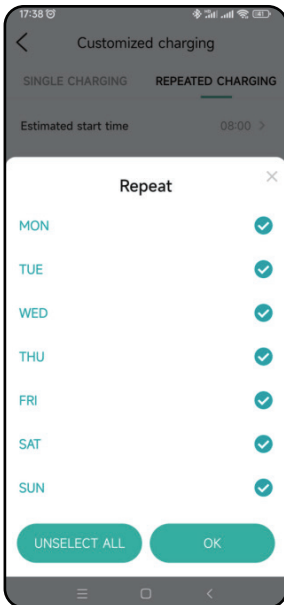 17:38
Customized charging
SINGLE CHARGING REPEATED CHARGING
Estimated start time 08:00 >
Repeat
MON
TUE
WED
THU
FRI
SAT
SUN
UNSELECT ALL OK